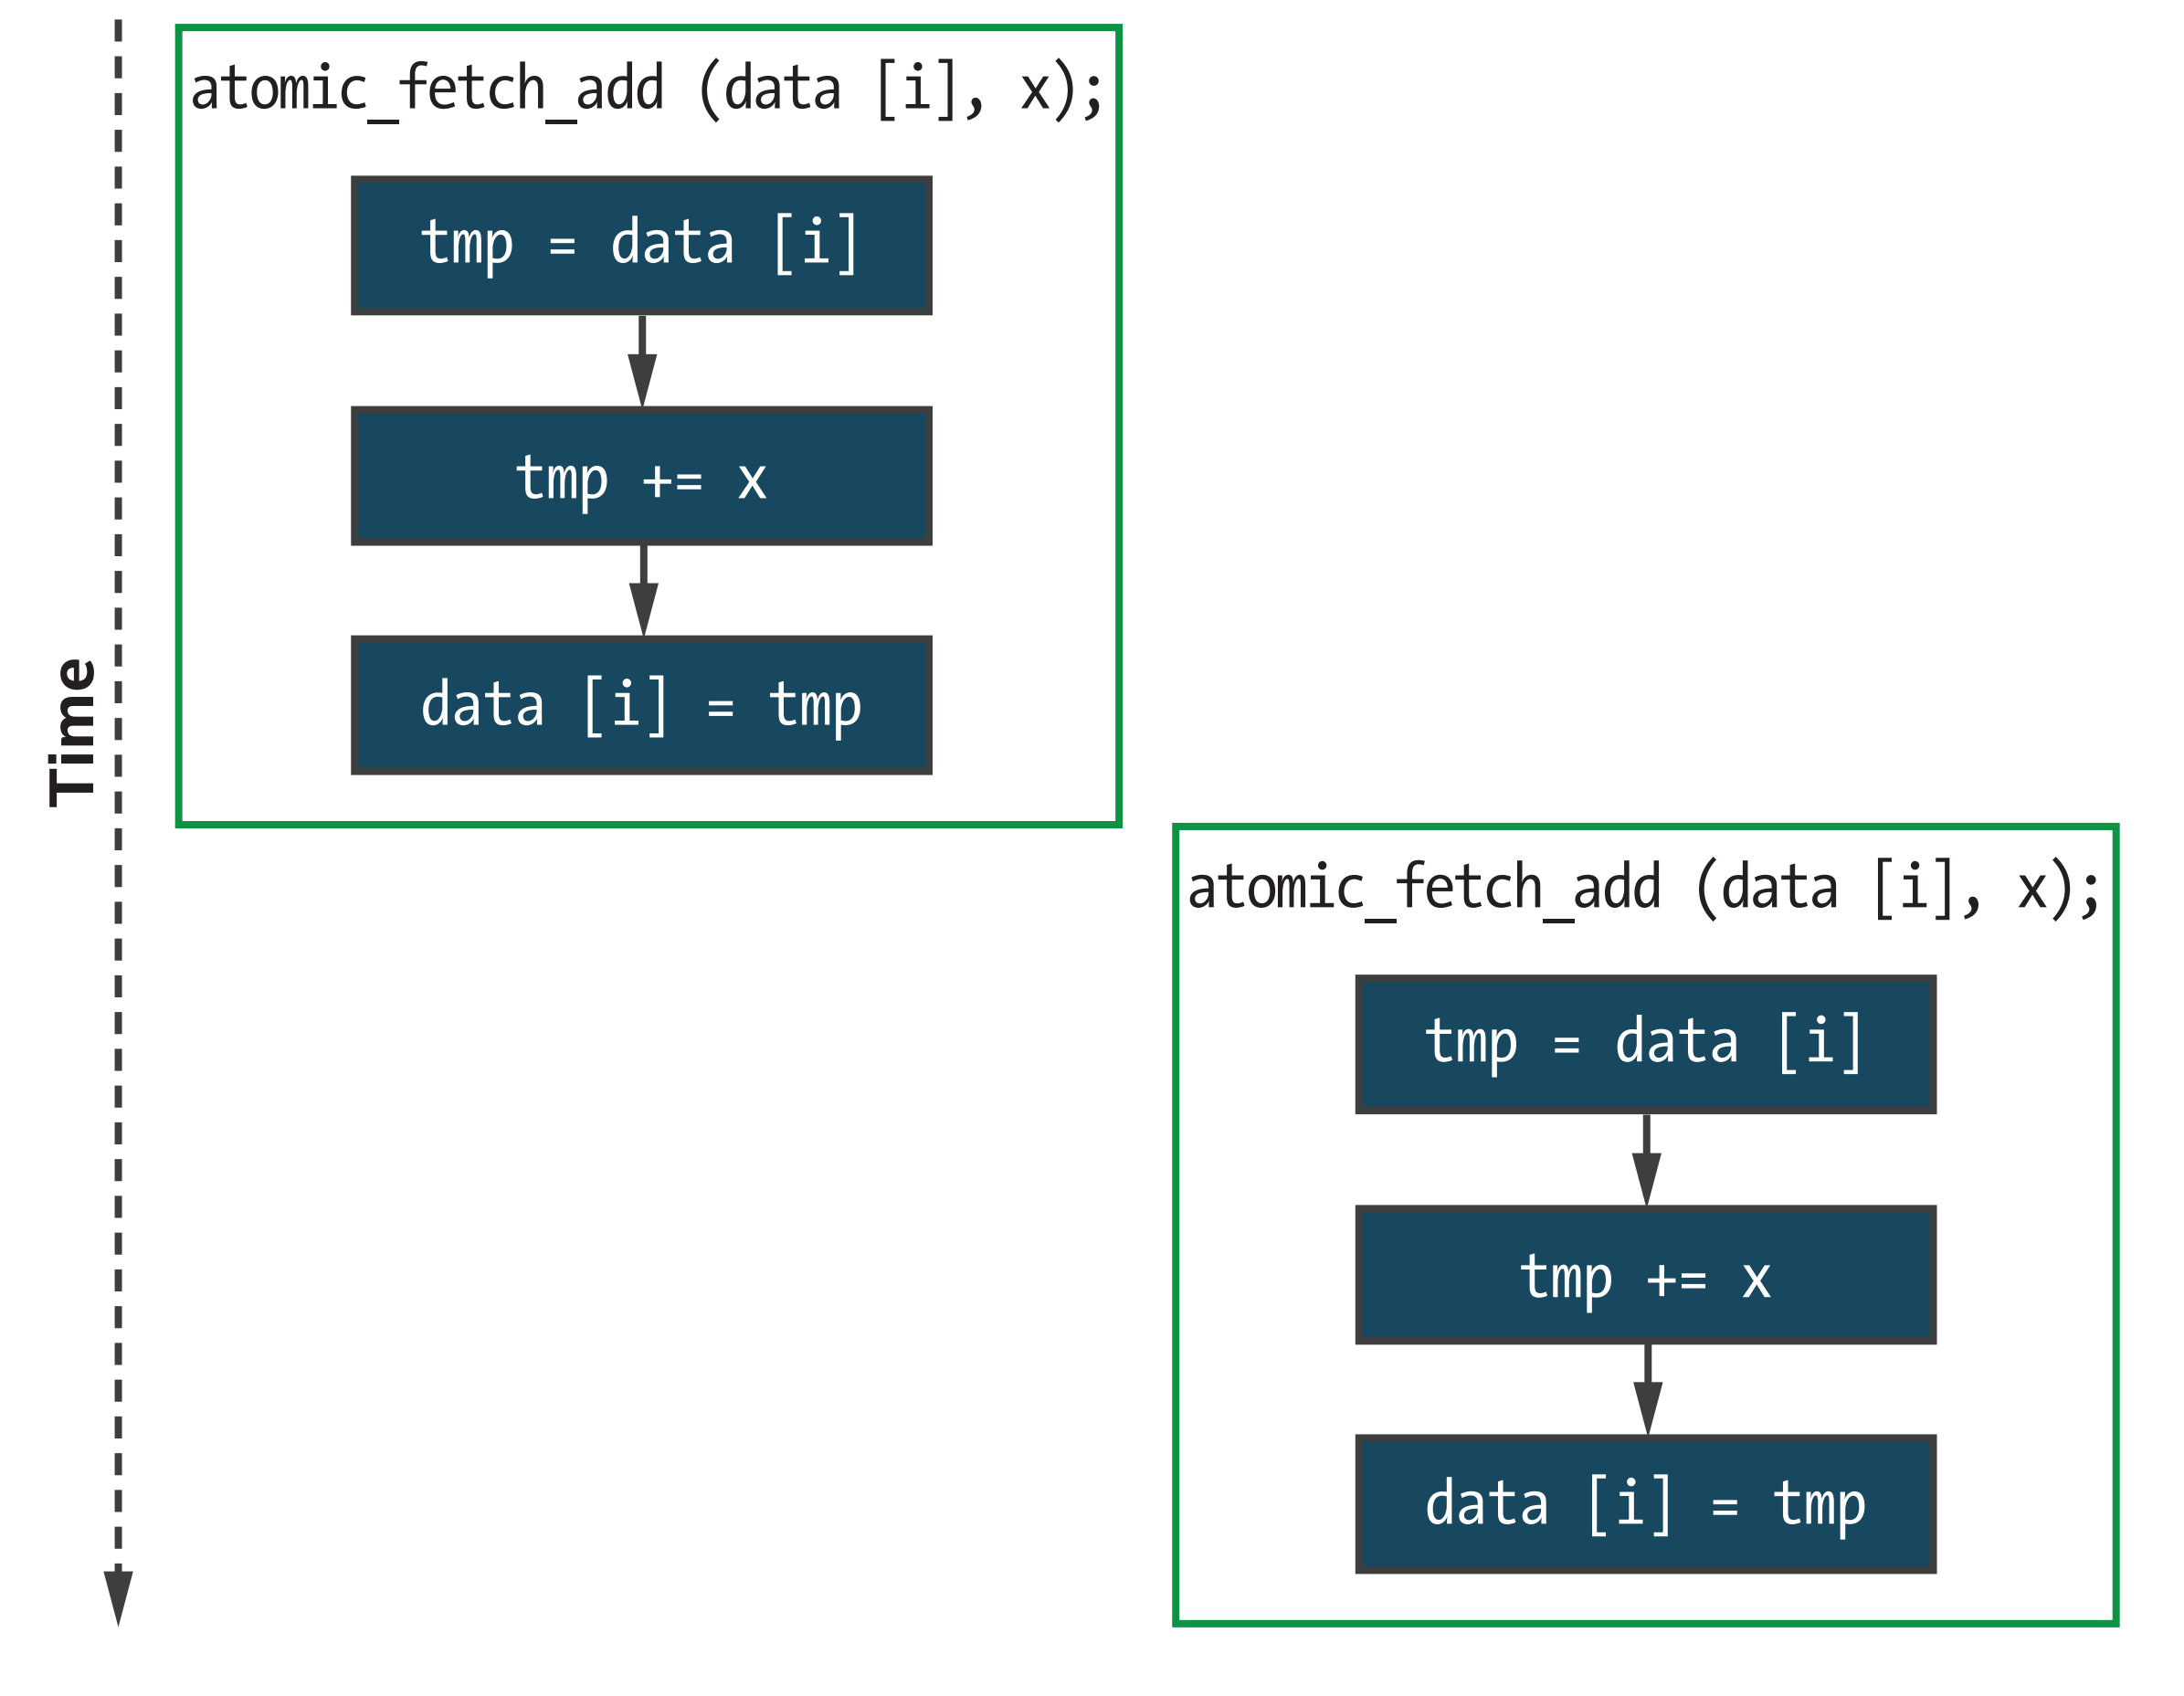 Time
atomic_fetch_add (data [i], x);
tmp = data [i]
tmp += x
data [i] = tmp
atomic_fetch_add (data [i], x);
tmp = data [i]
tmp += x
data [i] = tmp